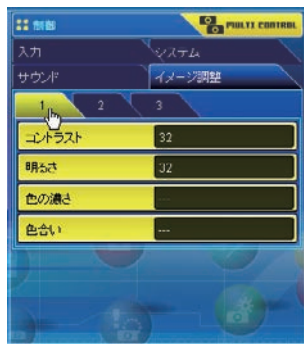 制御 MULTI CONTROL
入力 システム
サウンド イメージ調整
1 2 3
コントラスト 32
明るさ 32
色の濃さ ---
色合い ---